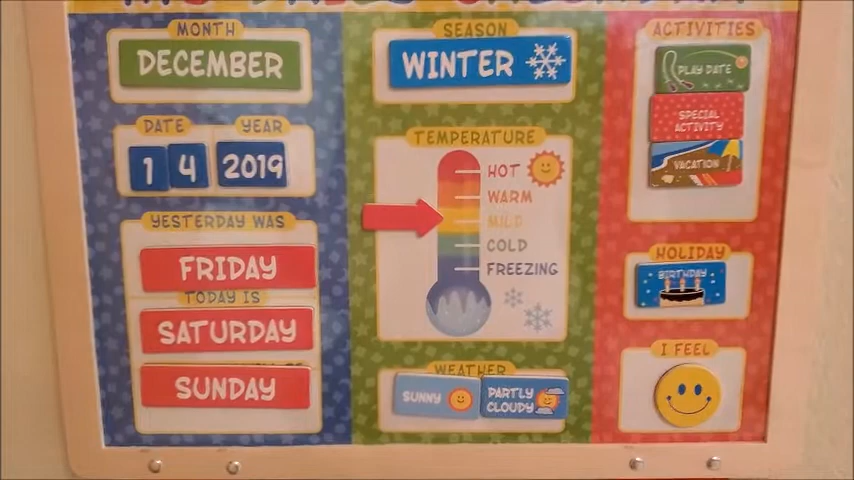 MONTH
DECEMBER
DATE YEAR
1 4 2019
YESTERDAY WAS
FRIDAY
TODAY IS
SATURDAY
SUNDAY
SEASON
WINTER
TEMPERATURE
HOT
WARM
MILD
COLD
FREEZING
WEATHER
SUNNY
PARTLY
CLOUDY
ACTIVITIES
PLAY DATE
SPECIAL
ACTIVITY
VACATION
HOLIDAY
BIRTHDAY
I FEEL